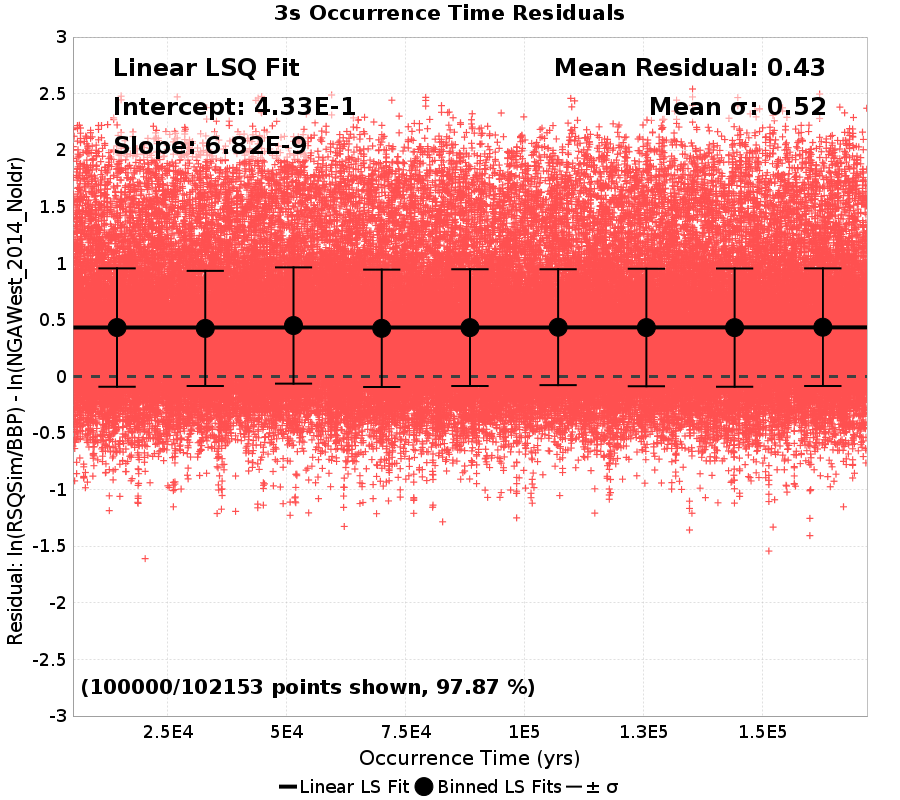 3s Occurrence Time Residuals
Residual: ln(RSQSim/BBP) - ln(NGAWest_2014_NoIdr)
3
2.5
2
1.5
1
0.5
0
-0.5
-1
-1.5
-2
-2.5
-3
Linear LSQ Fit
Intercept: 4.33E-1
Slope: 6.82E-9
Mean Residual: 0.43
Mean σ: 0.52
(100000/102153 points shown, 97.87 %)
2.5E4 5E4 7.5E4 1E5 1.3E5 1.5E5
Occurrence Time (yrs)
Linear LS Fit Binned LS Fits ± σ